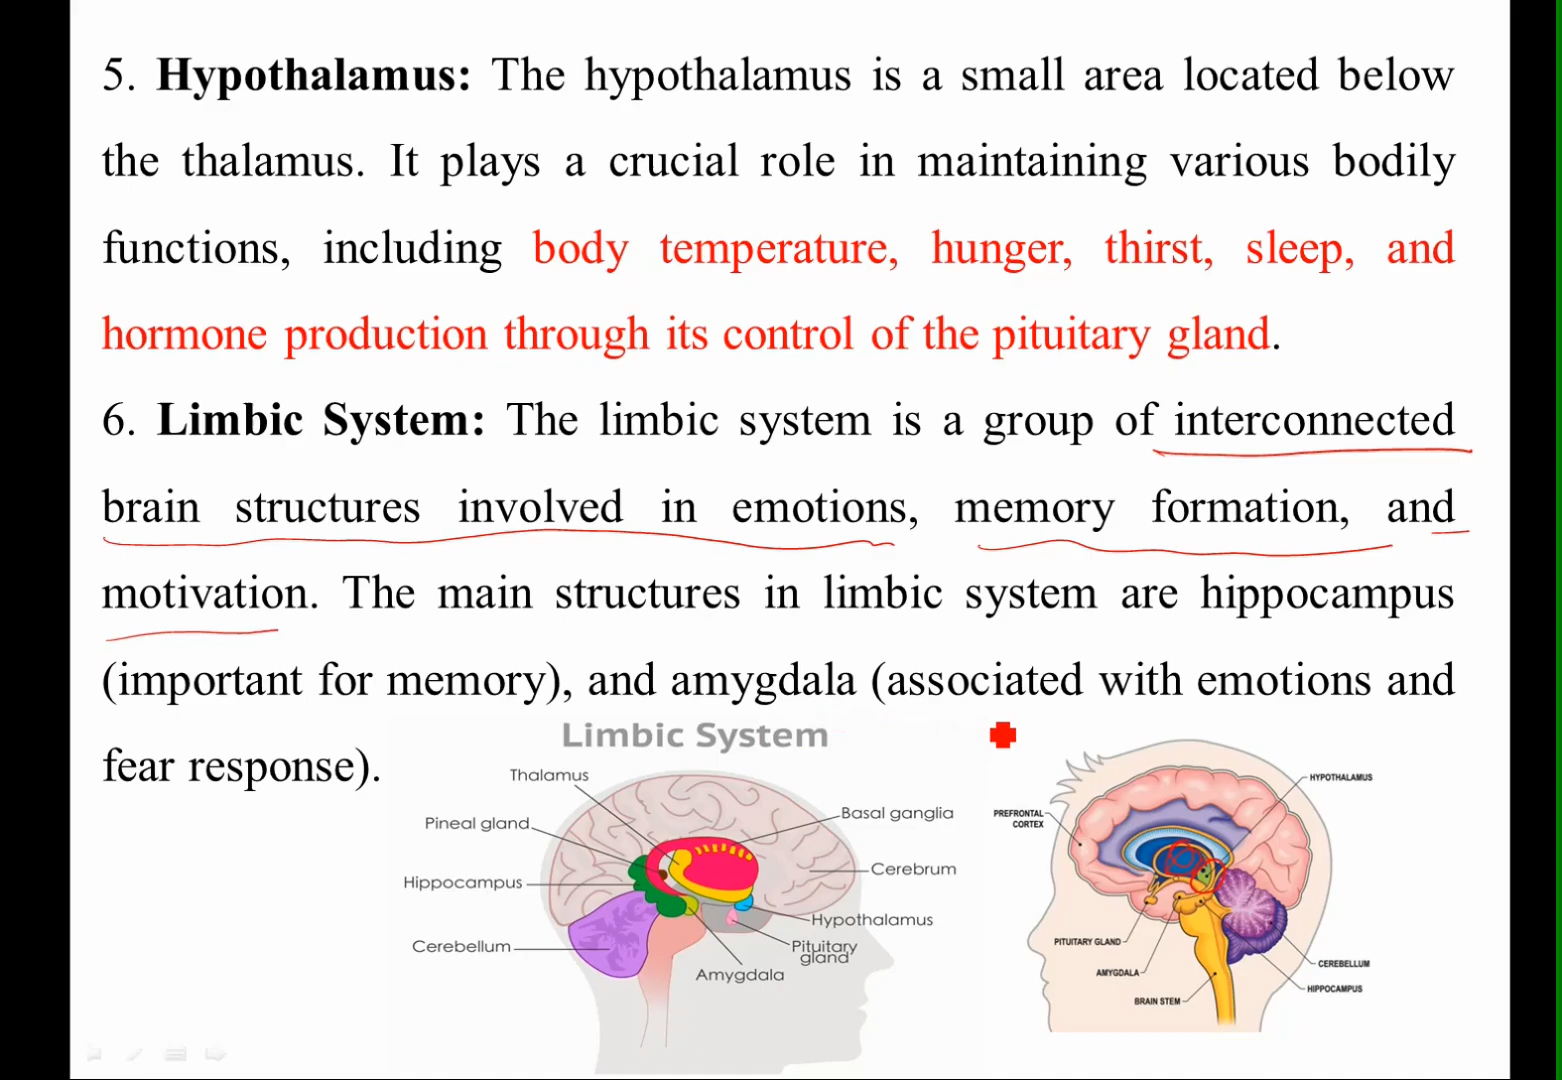 5. Hypothalamus: The hypothalamus is a small area located below
the thalamus. It plays a crucial role in maintaining various bodily
functions, including body temperature, hunger, thirst, sleep, and
hormone production through its control of the pituitary gland.
6. Limbic System: The limbic system is a group of interconnected
brain structures involved in emotions, memory formation, and
motivation. The main structures in limbic system are hippocampus
(important for memory), and amygdala (associated with emotions and
fear response).
Limbic System
Thalamus
Pineal gland
Hippocampus
Cerebellum
Basal ganglia
Cerebrum
Hypothalamus
Pituitary
gland
Amygdala
HYPOTHALAMUS
PREFRONTAL
CORTEX
PITUITARY GLAND
AMYGDALA
BRAIN STEM
CEREBELLUM
HIPPOCAMPUS